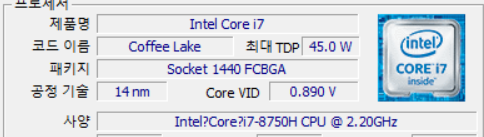 프로세서
제품명 Intel Core i7
코드 이름 Coffee Lake 최대 TDP 45.0 W
패키지 Socket 1440 FCBGA
공정 기술 14 nm Core VID 0.890 V
사양 Intel?Core?i7-8750H CPU @ 2.20GHz
(intel)
CORE i7
inside™